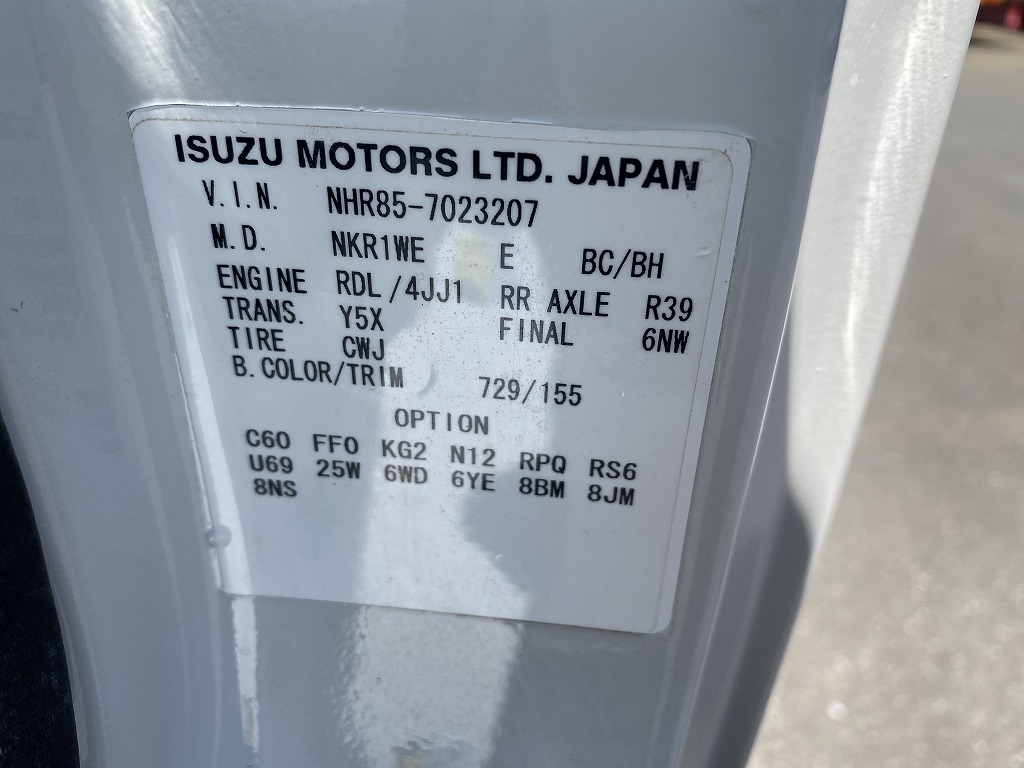 ISUZU MOTORS LTD. JAPAN
V.I.N. NHR85-7023207
M.D. NKR1WE E BC/BH
ENGINE RDL/4JJ1 RR AXLE R39
TRANS. Y5X FINAL 6NW
TIRE CWJ
B.COLOR/TRIM 729/155
OPTION
C60 FF0 KG2 N12 RPQ RS6
U69 25W 6WD 6YE 8BM 8JM
8NS